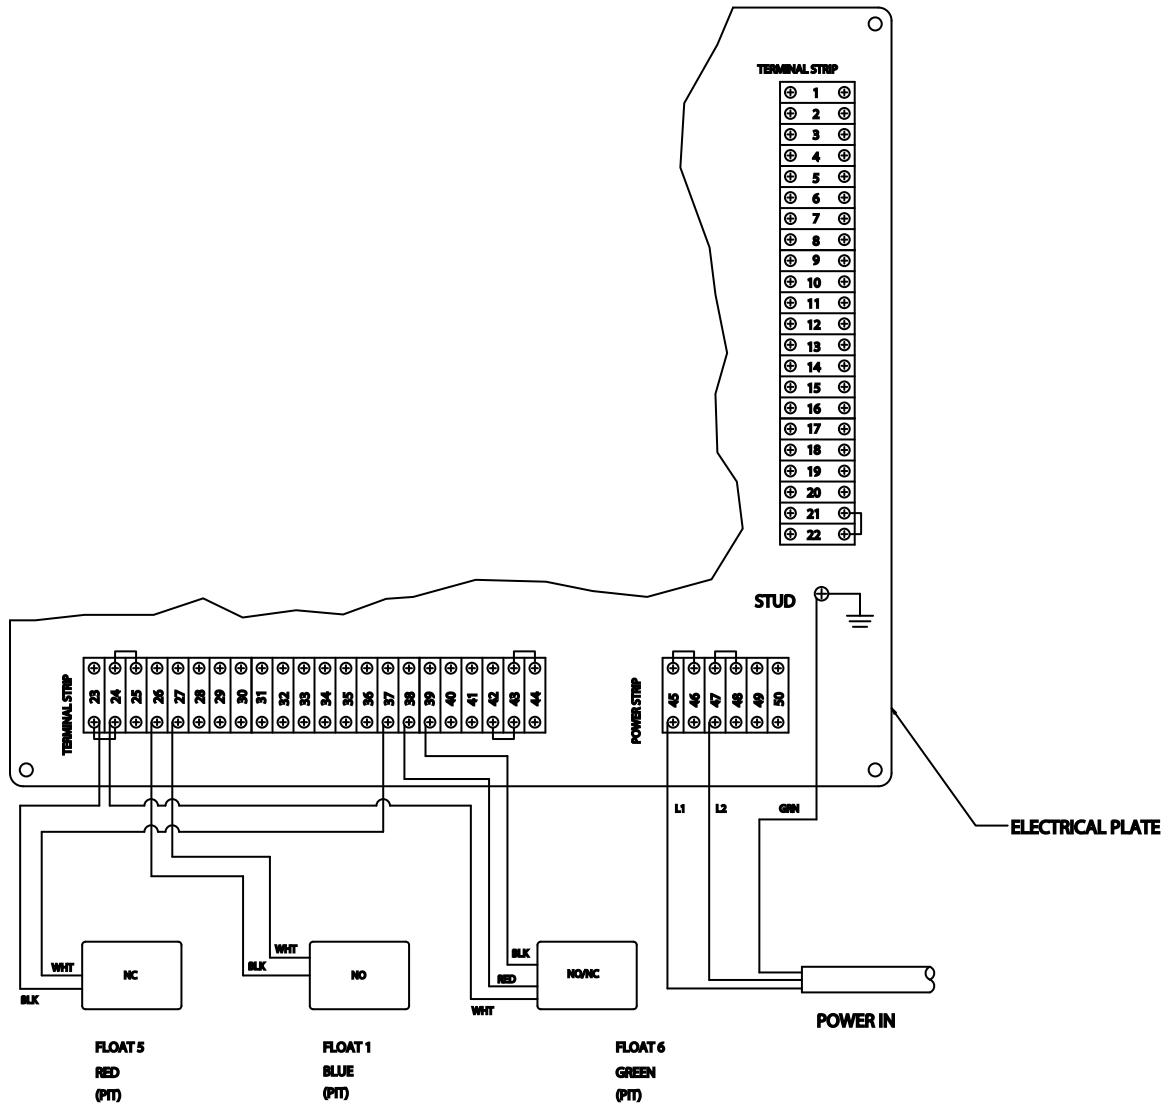 TERMINAL STRIP
1
2
3
4
5
6
7
8
9
10
11
12
13
14
15
16
17
18
19
20
21
22
STUD
TERMINAL STRIP
23
24
25
26
27
28
29
30
31
32
33
34
35
36
37
38
39
40
41
42
43
44
POWER STRIP
45
46
47
48
49
50
L1
L2
GRN
ELECTRICAL PLATE
WHT
BLK
NC
WHT
BLK
NO
BLK
RED
WHT
NO/NC
POWER IN
FLOAT 5
RED
(PIT)
FLOAT 1
BLUE
(PIT)
FLOAT 6
GREEN
(PIT)